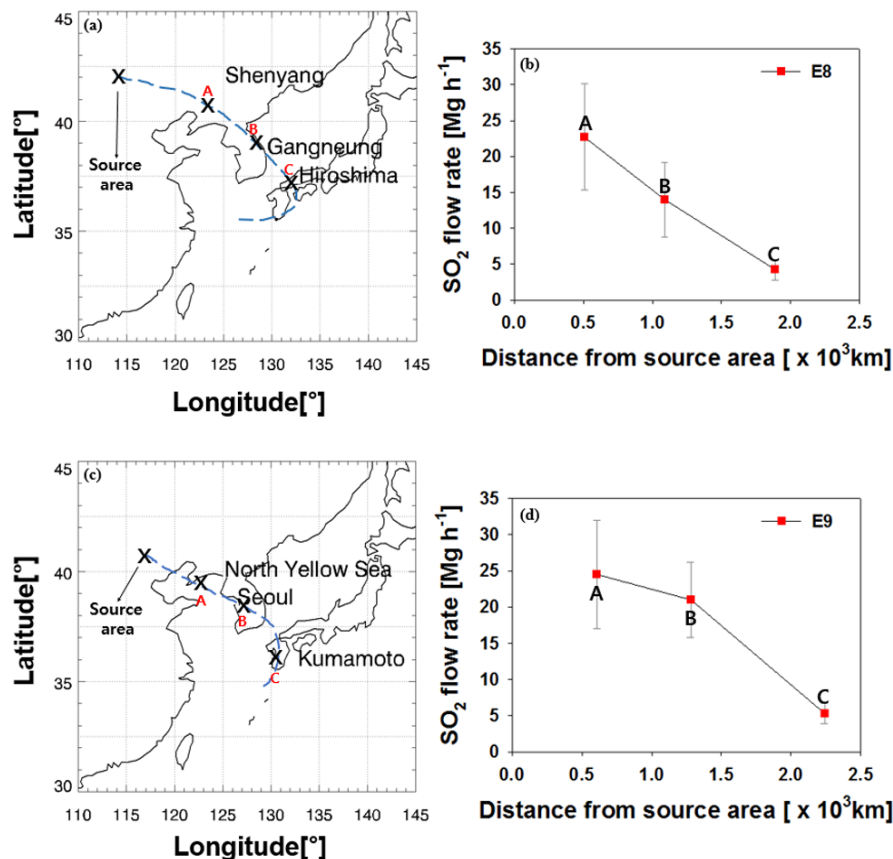 (a)
45
40
35
30
Latitude[°]
Shenyang
A
B
Gangneung
C
Hiroshima
Source
area
110 115 120 125 130 135 140 145
Longitude[°]
(b)
E8
35
30
25
20
15
10
5
0
SO₂ flow rate [Mg h⁻¹]
A
B
C
0.0 0.5 1.0 1.5 2.0 2.5
Distance from source area [ x 10³km]
(c)
45
40
35
30
Latitude[°]
North Yellow Sea
A
Seoul
B
Kumamoto
C
Source
area
110 115 120 125 130 135 140 145
Longitude[°]
(d)
E9
35
30
25
20
15
10
5
0
SO₂ flow rate [Mg h⁻¹]
A
B
C
0.0 0.5 1.0 1.5 2.0 2.5
Distance from source area [ x 10³km]